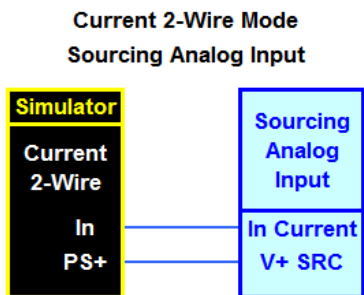 Current 2-Wire Mode
Sourcing Analog Input
Simulator
Current
2-Wire
In
PS+
Sourcing
Analog
Input
In Current
V+ SRC